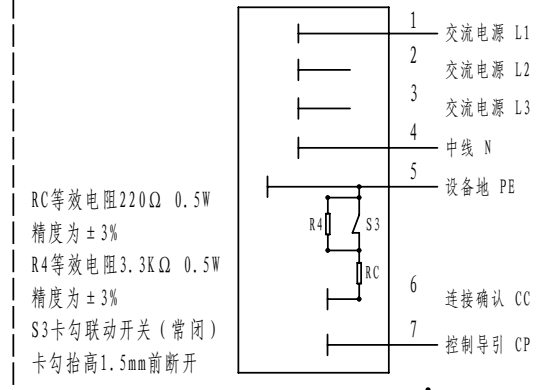 1 交流电源 L1
2 交流电源 L2
3 交流电源 L3
4 中线 N
5 设备地 PE
R4 S3
RC
6 连接确认 CC
7 控制导引 CP
RC等效电阻220Ω 0.5W
精度为±3%
R4等效电阻3.3KΩ 0.5W
精度为±3%
S3卡勾联动开关(常闭)
卡勾抬高1.5mm前断开